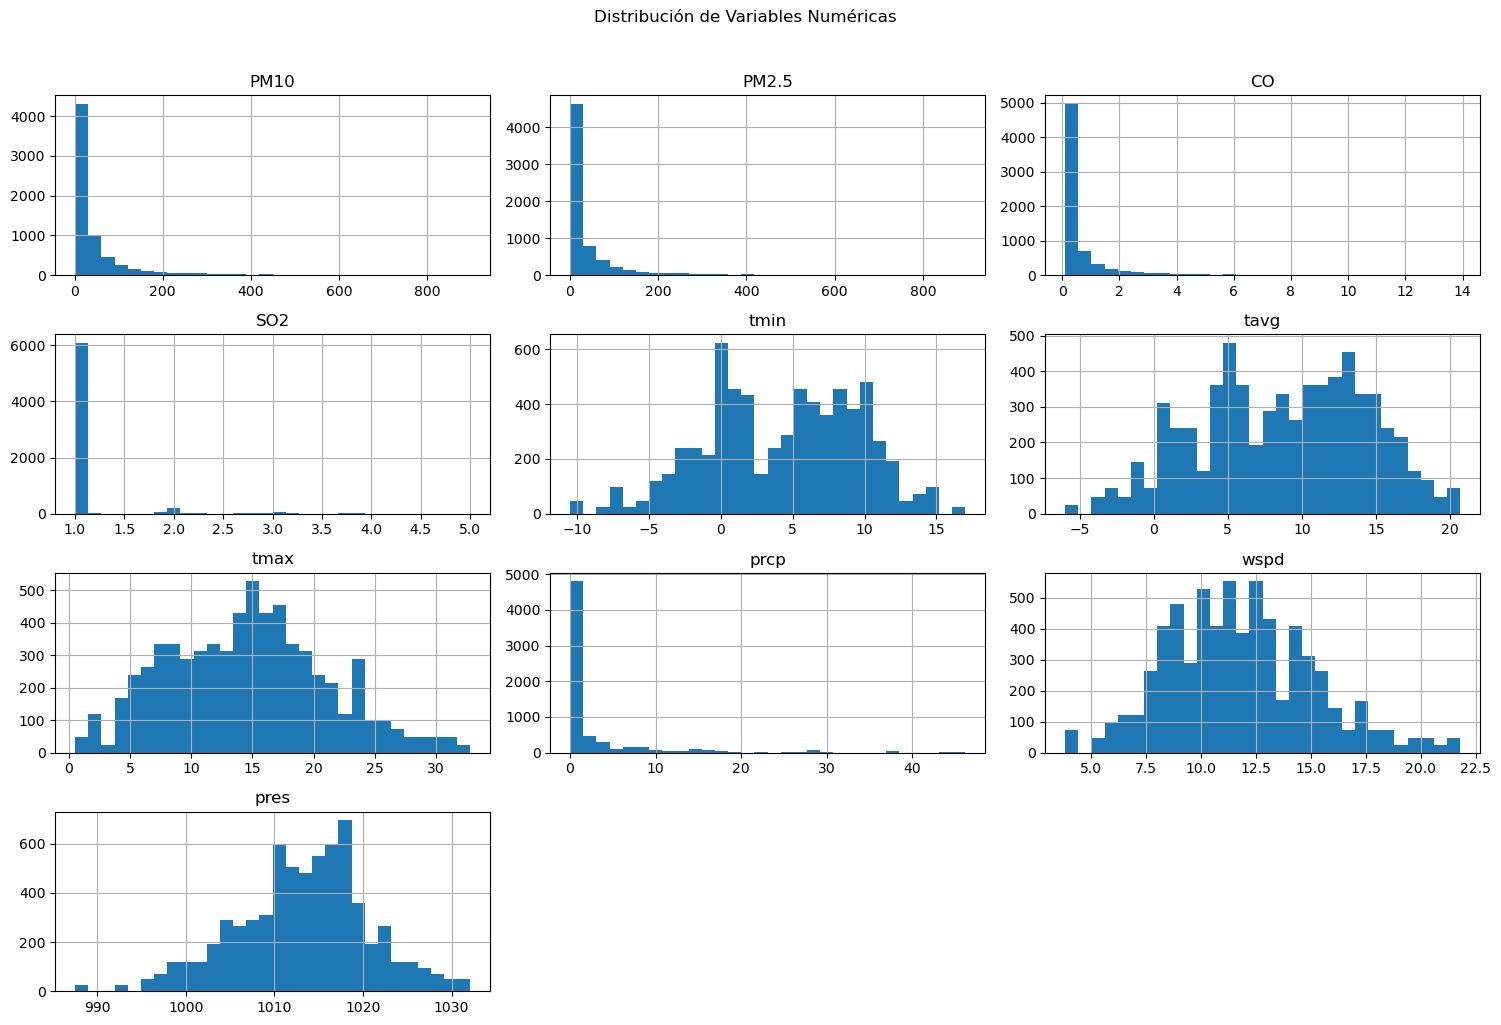 Distribución de Variables Numéricas
PM10
4000
3000
2000
1000
0
0 200 400 600 800
PM2.5
4000
3000
2000
1000
0
0 200 400 600 800
CO
5000
4000
3000
2000
1000
0
0 2 4 6 8 10 12 14
SO2
6000
4000
2000
0
1.0 1.5 2.0 2.5 3.0 3.5 4.0 4.5 5.0
tmin
600
400
200
0
−10 −5 0 5 10 15
tavg
500
400
300
200
100
0
−5 0 5 10 15 20
tmax
500
400
300
200
100
0
0 5 10 15 20 25 30
prcp
5000
4000
3000
2000
1000
0
0 10 20 30 40
wspd
500
400
300
200
100
0
5.0 7.5 10.0 12.5 15.0 17.5 20.0 22.5
pres
600
400
200
0
990 1000 1010 1020 1030